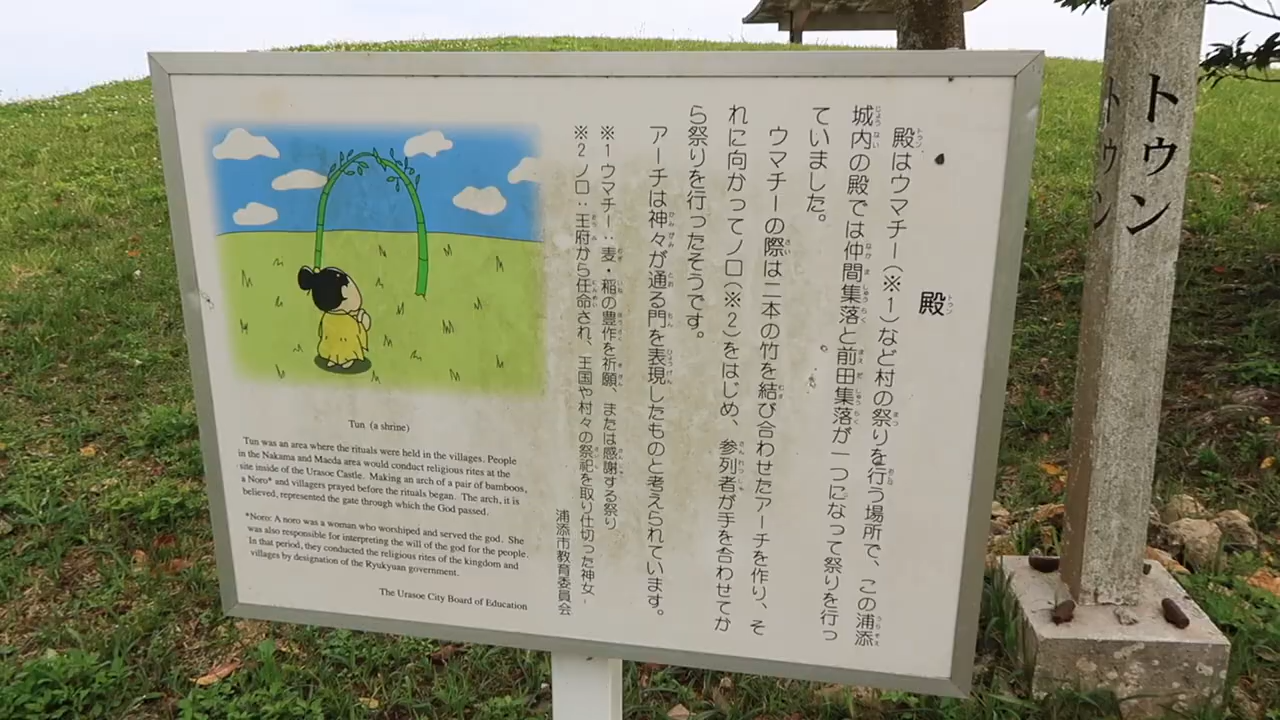 殿
殿はウマチー(※1)など村の祭りを行う場所で、この浦添
城内の殿では仲間集落と前田集落が一つになって祭りを行っ
ていました。
ウマチーの際は二本の竹を結び合わせたアーチを作り、そ
れに向かってノロ(※2)をはじめ、参列者が手を合わせてか
ら祭りを行ったそうです。
アーチは神々が通る門を表現したものと考えられています。
※1 ウマチー:麦・稲の豊作を祈願、または感謝する祭り
※2 ノロ:王府から任命され、王国や村々の祭祀を取り仕切った神女
浦添市教育委員会
Tun (a shrine)
Tun was an area where the rituals were held in the villages. People
in the Nakama and Maeda area would conduct religious rites at the
site inside of the Urasoe Castle. Making an arch of a pair of bamboos,
a Noro* and villagers prayed before the rituals began. The arch, it is
believed, represented the gate through which the God passed.
*Noro: A noro was a woman who worshiped and served the god. She
was also responsible for interpreting the will of the god for the people.
In that period, they conducted the religious rites of the kingdom and
villages by designation of the Ryukyuan government.
The Urasoe City Board of Education
トゥン
トゥン